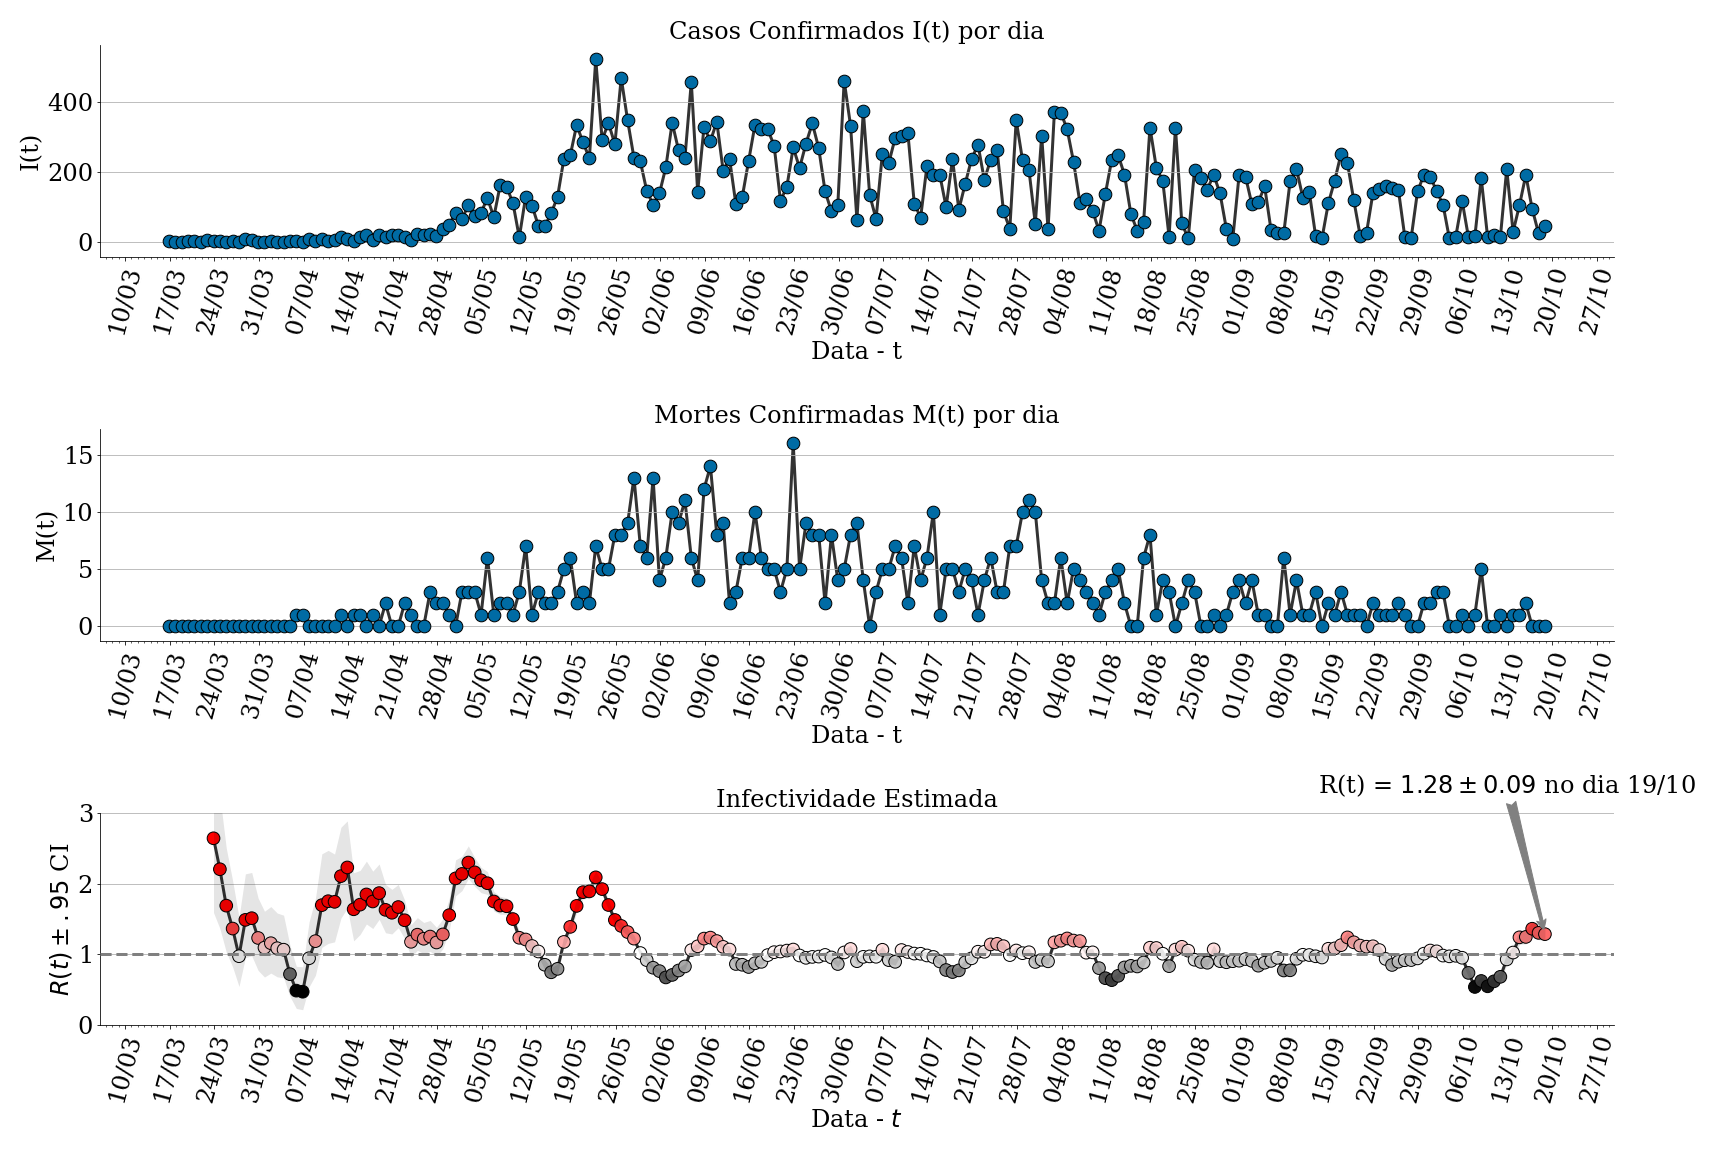 Casos Confirmados I(t) por dia
I(t)
400
200
0
10/03 17/03 24/03 31/03 07/04 14/04 21/04 28/04 05/05 12/05 19/05 26/05 02/06 09/06 16/06 23/06 30/06 07/07 14/07 21/07 28/07 04/08 11/08 18/08 25/08 01/09 08/09 15/09 22/09 29/09 06/10 13/10 20/10 27/10
Data - t
Mortes Confirmadas M(t) por dia
M(t)
15
10
5
0
10/03 17/03 24/03 31/03 07/04 14/04 21/04 28/04 05/05 12/05 19/05 26/05 02/06 09/06 16/06 23/06 30/06 07/07 14/07 21/07 28/07 04/08 11/08 18/08 25/08 01/09 08/09 15/09 22/09 29/09 06/10 13/10 20/10 27/10
Data - t
R(t) = 1.28 ± 0.09 no dia 19/10
Infectividade Estimada
R(t) ± .95 CI
3
2
1
0
10/03 17/03 24/03 31/03 07/04 14/04 21/04 28/04 05/05 12/05 19/05 26/05 02/06 09/06 16/06 23/06 30/06 07/07 14/07 21/07 28/07 04/08 11/08 18/08 25/08 01/09 08/09 15/09 22/09 29/09 06/10 13/10 20/10 27/10
Data - t